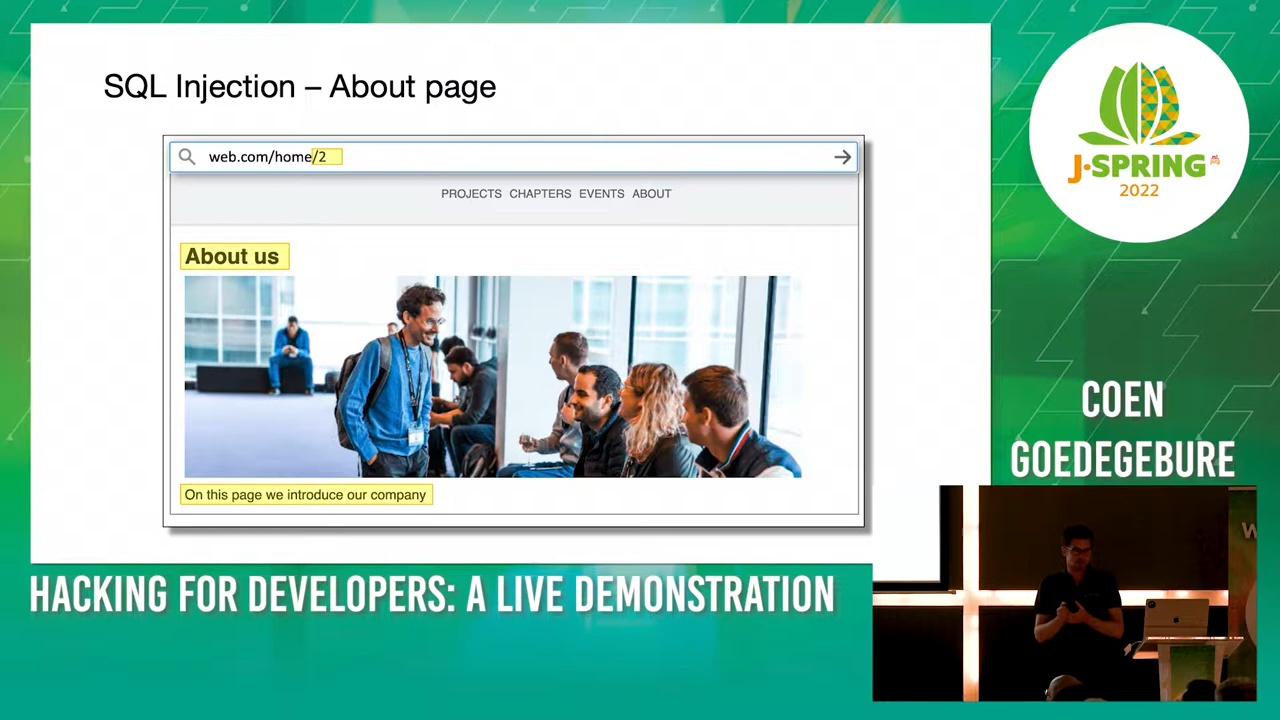 SQL Injection – About page
web.com/home/2
PROJECTS CHAPTERS EVENTS ABOUT
About us
On this page we introduce our company
J-SPRING
2022
COEN
GOEDEGEBURE
HACKING FOR DEVELOPERS: A LIVE DEMONSTRATION